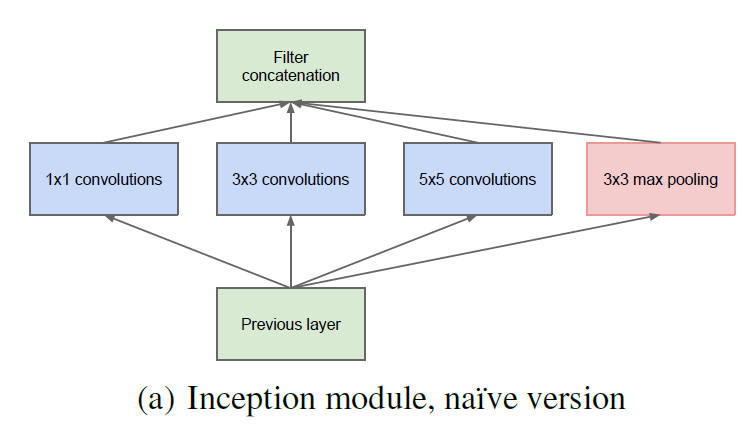 Filter
concatenation
1x1 convolutions
3x3 convolutions
5x5 convolutions
3x3 max pooling
Previous layer
(a) Inception module, naïve version